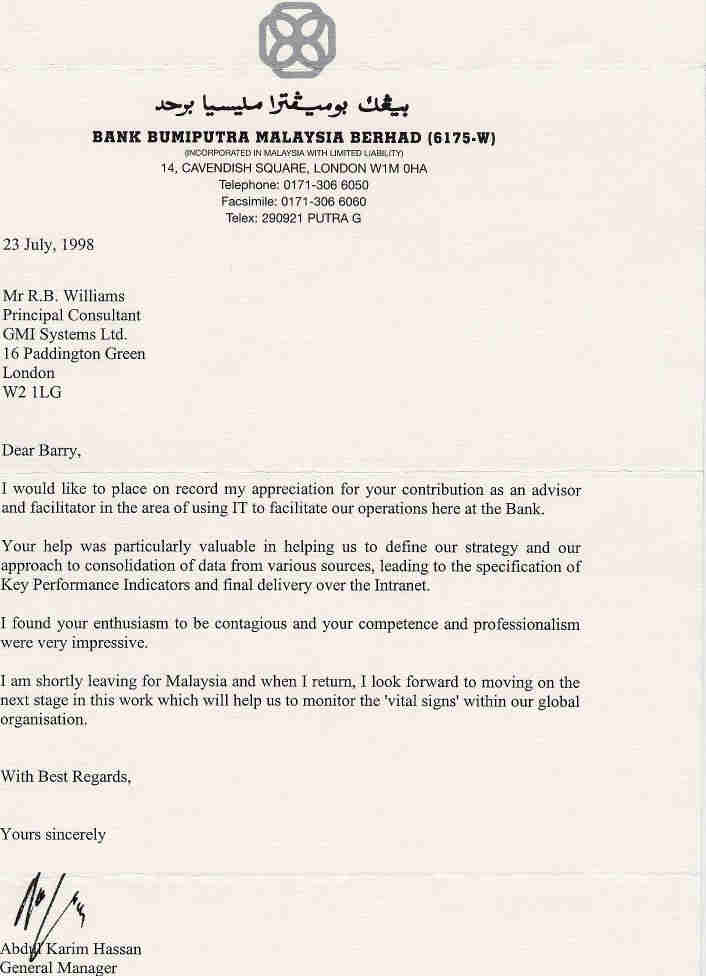 بيڠك بوميڤترا مليسيا برحد
BANK BUMIPUTRA MALAYSIA BERHAD (6175-W)
(INCORPORATED IN MALAYSIA WITH LIMITED LIABILITY)
14, CAVENDISH SQUARE, LONDON W1M 0HA
Telephone: 0171-306 6050
Facsimile: 0171-306 6060
Telex: 290921 PUTRA G
23 July, 1998
Mr R.B. Williams
Principal Consultant
GMI Systems Ltd.
16 Paddington Green
London
W2 1LG
Dear Barry,
I would like to place on record my appreciation for your contribution as an advisor
and facilitator in the area of using IT to facilitate our operations here at the Bank.
Your help was particularly valuable in helping us to define our strategy and our
approach to consolidation of data from various sources, leading to the specification of
Key Performance Indicators and final delivery over the Intranet.
I found your enthusiasm to be contagious and your competence and professionalism
were very impressive.
I am shortly leaving for Malaysia and when I return, I look forward to moving on the
next stage in this work which will help us to monitor the 'vital signs' within our global
organisation.
With Best Regards,
Yours sincerely
Abdul Karim Hassan
General Manager